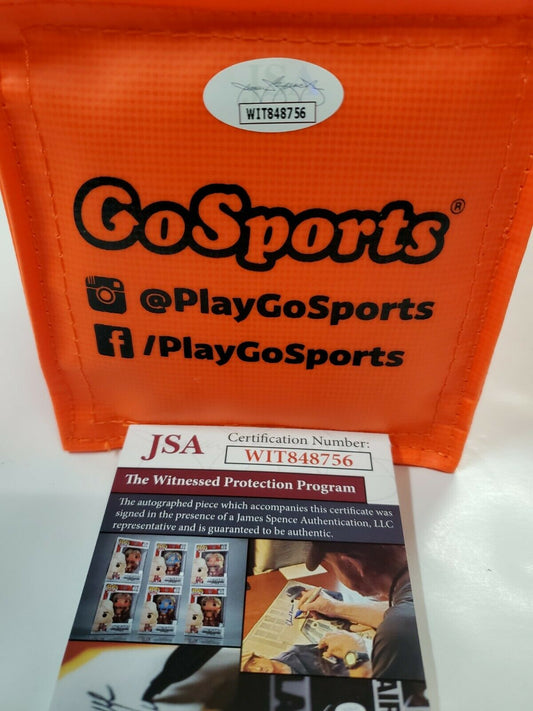 JSA
WIT848756
GoSports®
@PlayGoSports
/PlayGoSports
JSA
Certification Number:
WIT848756
The Witnessed Protection Program
The autographed piece which accompanies this certificate was
signed in the presence of a James Spence Authentication, LLC
representative and is guaranteed to be authentic.